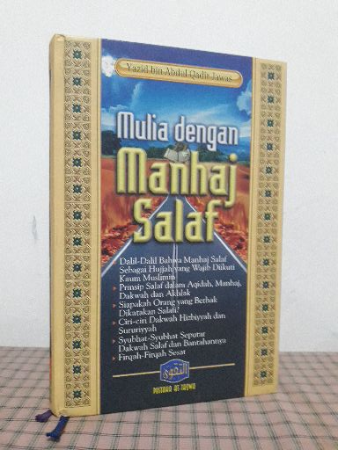 Yazid bin Abdul Qadir Jawas
Mulia dengan
Manhaj
Salaf
Dalil-Dalil Bahwa Manhaj Salaf
Sebagai Hujjah yang Wajib Diikuti
Kaum Muslimin
Prinsip Salaf dalam Aqidah, Manhaj,
Dakwah dan Akhlak
Siapakah Orang yang Berhak
Dikatakan Salafi?
Ciri-ciri Dakwah Hizbiyyah dan
Sururiyyah
Syubhat-Syubhat Seputar
Dakwah Salaf dan Bantahannya
Firqah-Firqah Sesat
التقوى
PUSTAKA AT-TAQWA